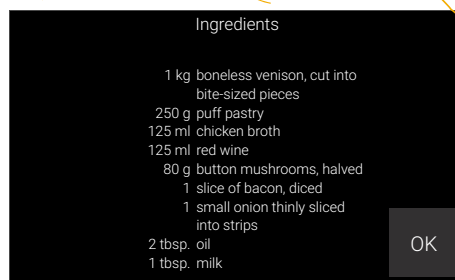 Ingredients
1 kg boneless venison, cut into
bite-sized pieces
250 g puff pastry
125 ml chicken broth
125 ml red wine
80 g button mushrooms, halved
1 slice of bacon, diced
1 small onion thinly sliced
into strips
2 tbsp. oil
1 tbsp. milk
OK